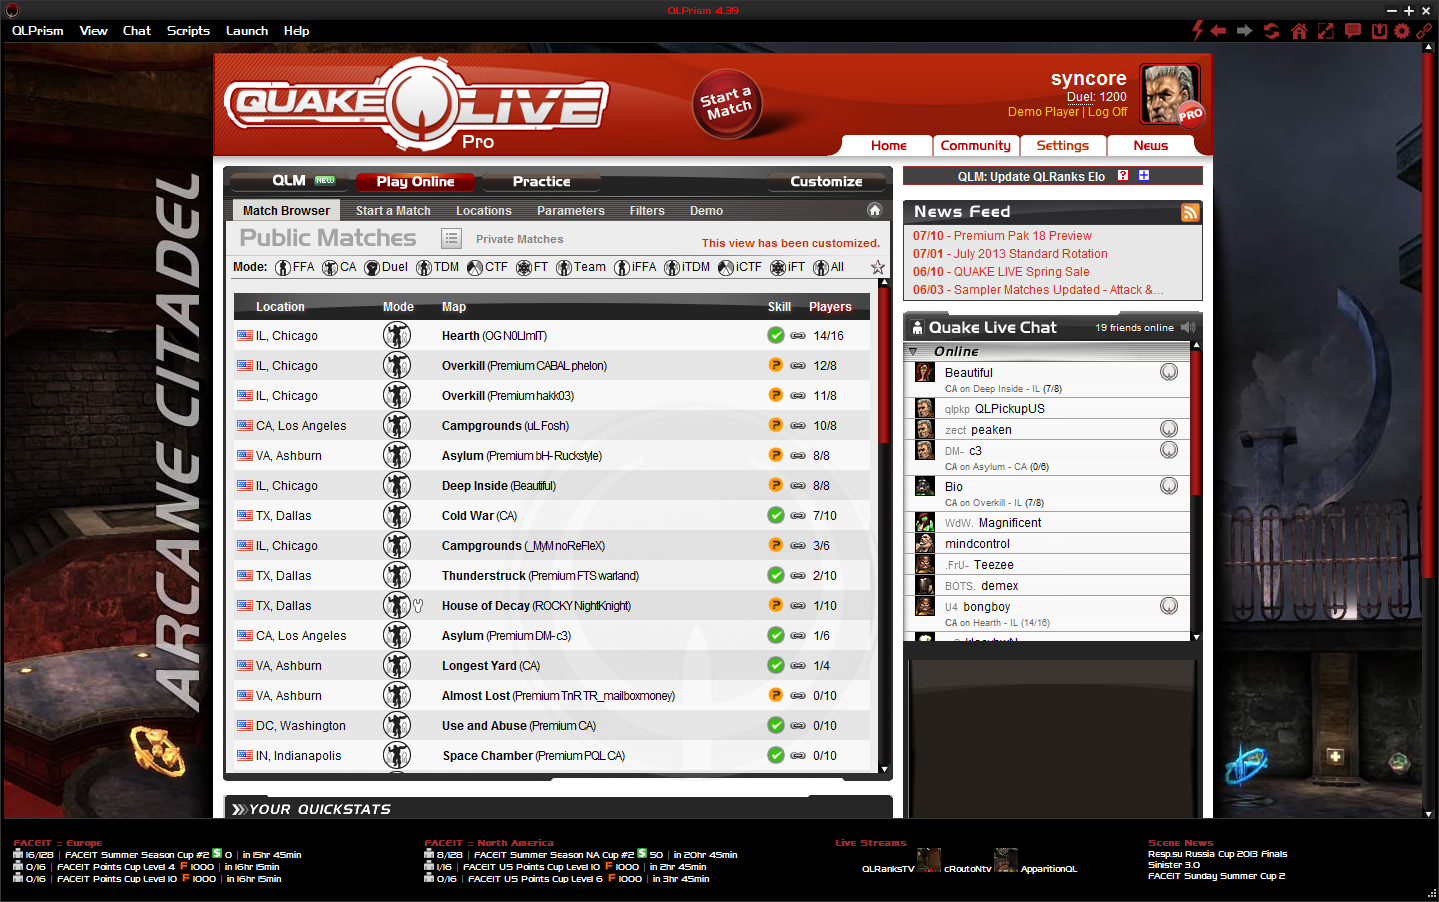 QLPrism 4.39
QLPrism View Chat Scripts Launch Help
QUAKE LIVE
Pro
Start a Match
syncore
Duel: 1200
Demo Player | Log Off
PRO
Home Community Settings News
ARCANE CITADEL
QLM NEW Play Online Practice Customize
Match Browser Start a Match Locations Parameters Filters Demo
Public Matches Private Matches This view has been customized.
Mode: FFA CA Duel TDM CTF FT Team iFFA iTDM iCTF iFT All
Location Mode Map Skill Players
IL, Chicago Hearth (OG N0LImIT) 14/16
IL, Chicago Overkill (Premium CABAL phelon) 12/8
IL, Chicago Overkill (Premium hakk03) 11/8
CA, Los Angeles Campgrounds (uL Fosh) 10/8
VA, Ashburn Asylum (Premium bH- Ruckstyle) 8/8
IL, Chicago Deep Inside (Beautiful) 8/8
TX, Dallas Cold War (CA) 7/10
IL, Chicago Campgrounds (_MyM noReFleX) 3/6
TX, Dallas Thunderstruck (Premium FTS warland) 2/10
TX, Dallas House of Decay (ROCKY NightKnight) 1/10
CA, Los Angeles Asylum (Premium DM- c3) 1/6
VA, Ashburn Longest Yard (CA) 1/4
VA, Ashburn Almost Lost (Premium TnR TR_mailboxmoney) 0/10
DC, Washington Use and Abuse (Premium CA) 0/10
IN, Indianapolis Space Chamber (Premium PQL CA) 0/10
YOUR QUICKSTATS
QLM: Update QLRanks Elo ? +
News Feed
07/10 - Premium Pak 18 Preview
07/01 - July 2013 Standard Rotation
06/10 - QUAKE LIVE Spring Sale
06/03 - Sampler Matches Updated - Attack &...
Quake Live Chat 19 friends online
Online
Beautiful
CA on Deep Inside - IL (7/8)
qlpkp QLPickupUS
zect peaken
DM- c3
CA on Asylum - CA (0/6)
Bio
CA on Overkill - IL (7/8)
WdW. Magnificent
mindcontrol
.FrU- Teezee
BOTS. demex
U4 bongboy
CA on Hearth - IL (14/16)
FACEIT :: Europe
16/128 | FACEIT Summer Season Cup #2 $ 0 | in 15hr 45min
0/16 | FACEIT Points Cup Level 4 F 1000 | in 16hr 15min
0/16 | FACEIT Points Cup Level 10 F 1000 | in 16hr 15min
FACEIT :: North America
8/128 | FACEIT Summer Season NA Cup #2 $ 50 | in 20hr 45min
1/16 | FACEIT US Points Cup Level 10 F 1000 | in 2hr 45min
0/16 | FACEIT US Points Cup Level 6 F 1000 | in 3hr 45min
Live Streams
QLRanksTV cRoutoNtv ApparitionQL
Scene News
Resp.su Russia Cup 2013 Finals
Sinister 3.0
FACEIT Sunday Summer Cup 2